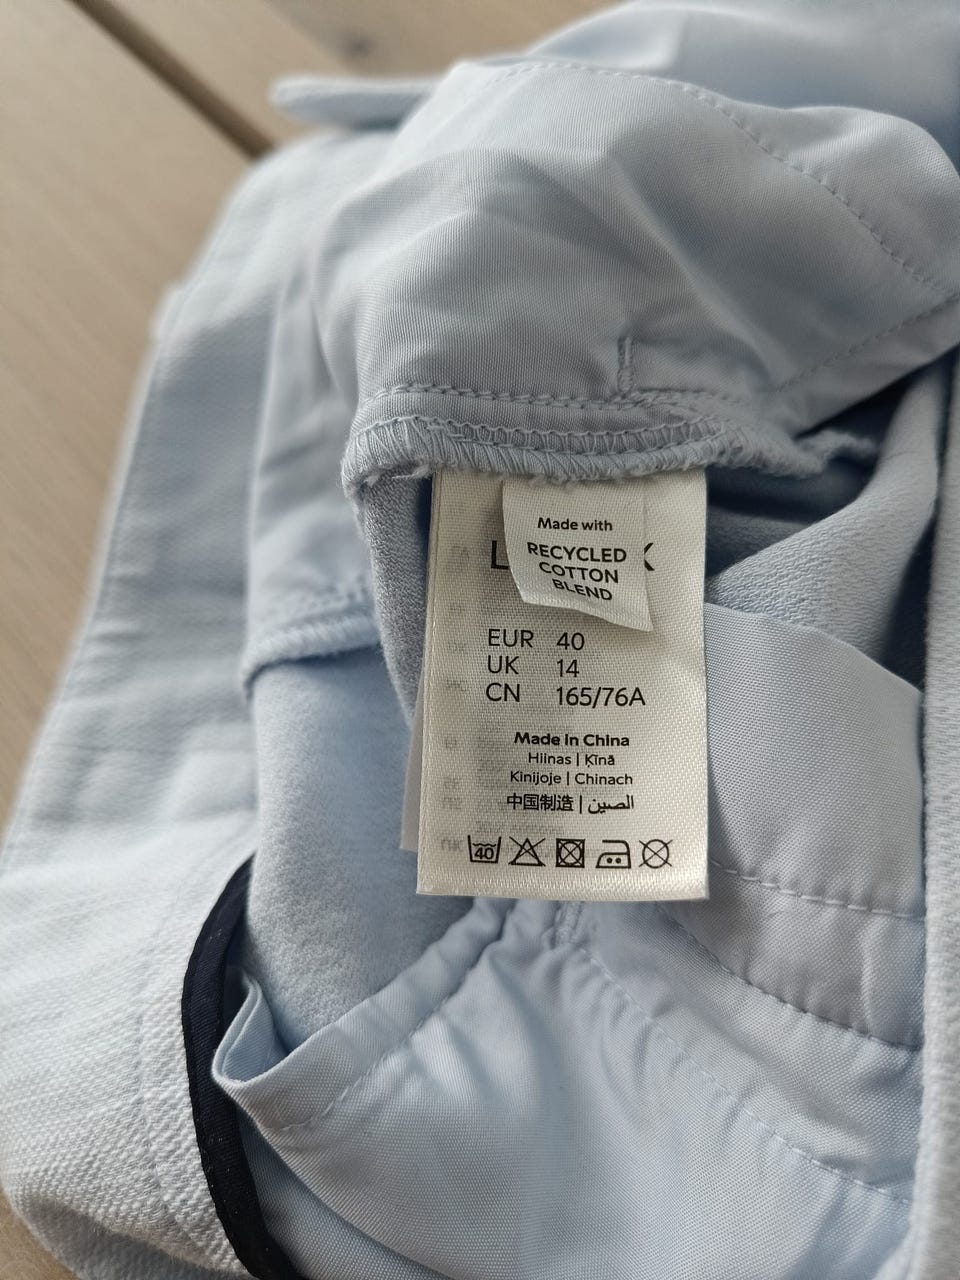 Made with
RECYCLED
COTTON
BLEND
EUR 40
UK 14
CN 165/76A
Made in China
Hiinas | Ķīnā
Kinijoje | Chinach
中国制造 | الصين
40